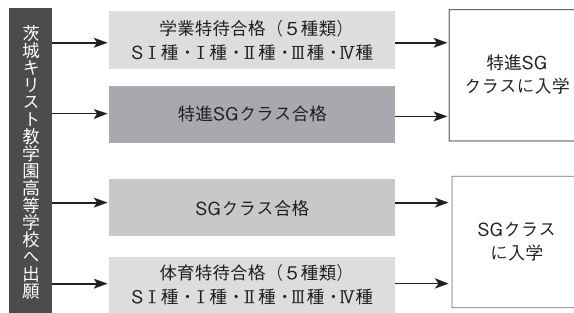 茨城キリスト教学園高等学校へ出願
学業特待合格（5種類）
SⅠ種・Ⅰ種・Ⅱ種・Ⅲ種・Ⅳ種
特進SGクラス合格
特進SG
クラスに入学
SGクラス合格
体育特待合格（5種類）
SⅠ種・Ⅰ種・Ⅱ種・Ⅲ種・Ⅳ種
SGクラス
に入学